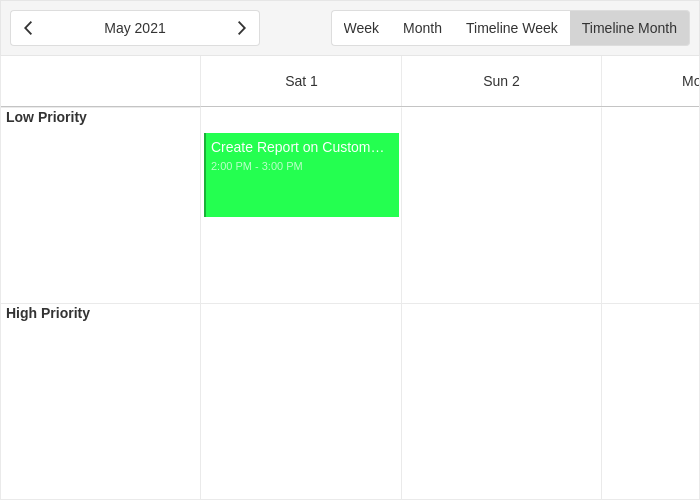 May 2021
Week Month Timeline Week Timeline Month
Sat 1 Sun 2 Mo
Low Priority
Create Report on Custom…
2:00 PM - 3:00 PM
High Priority